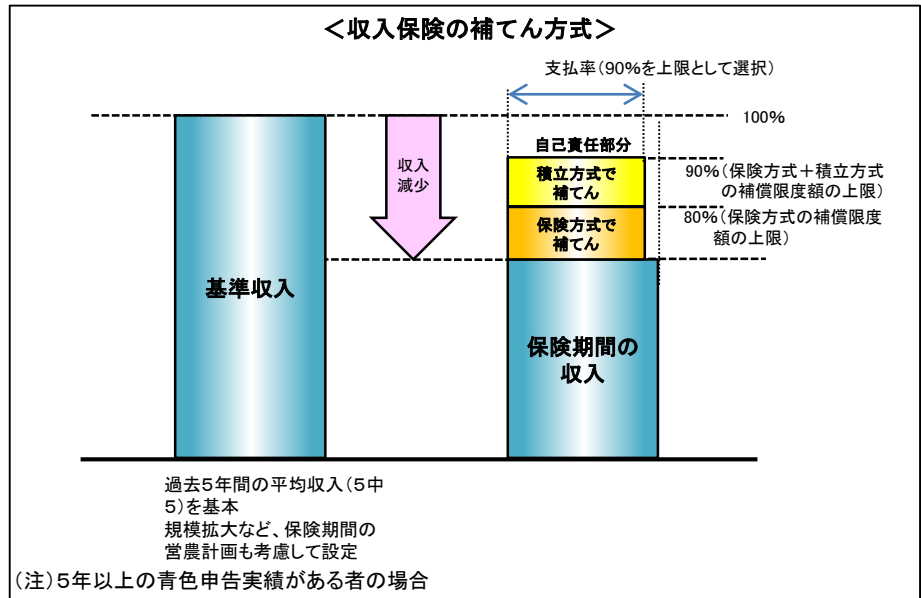 ＜収入保険の補てん方式＞
支払率（90%を上限として選択）
100%
自己責任部分
収入
減少
積立方式で
補てん
90%（保険方式＋積立方式
の補償限度額の上限）
保険方式で
補てん
80%（保険方式の補償限度
額の上限）
基準収入
保険期間の
収入
過去５年間の平均収入（５中
５）を基本
規模拡大など、保険期間の
営農計画も考慮して設定
（注）５年以上の青色申告実績がある者の場合